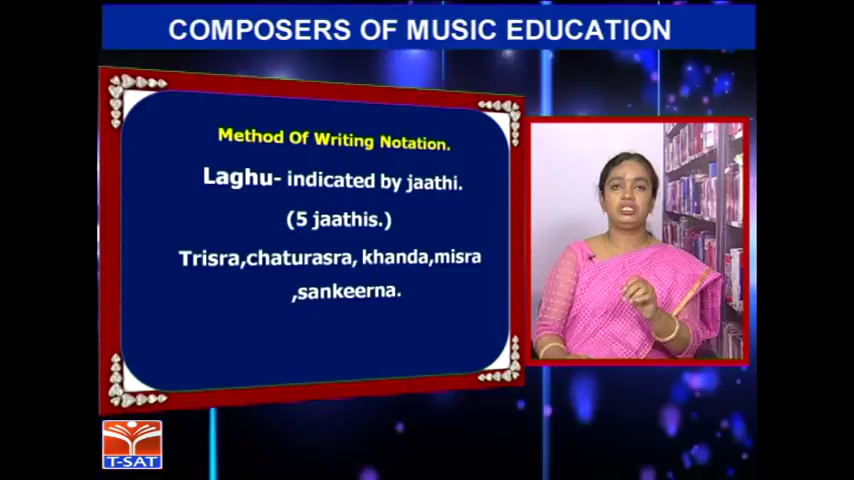 COMPOSERS OF MUSIC EDUCATION
Method Of Writing Notation.
Laghu- indicated by jaathi.
(5 jaathis.)
Trisra,chaturasra, khanda,misra
,sankeerna.
T-SAT